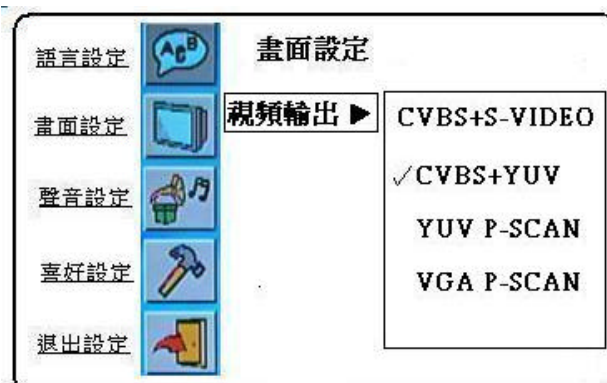 語言設定
畫面設定
聲音設定
喜好設定
退出設定
畫面設定
視頻輸出 ▶
CVBS+S-VIDEO
✓CVBS+YUV
YUV P-SCAN
VGA P-SCAN